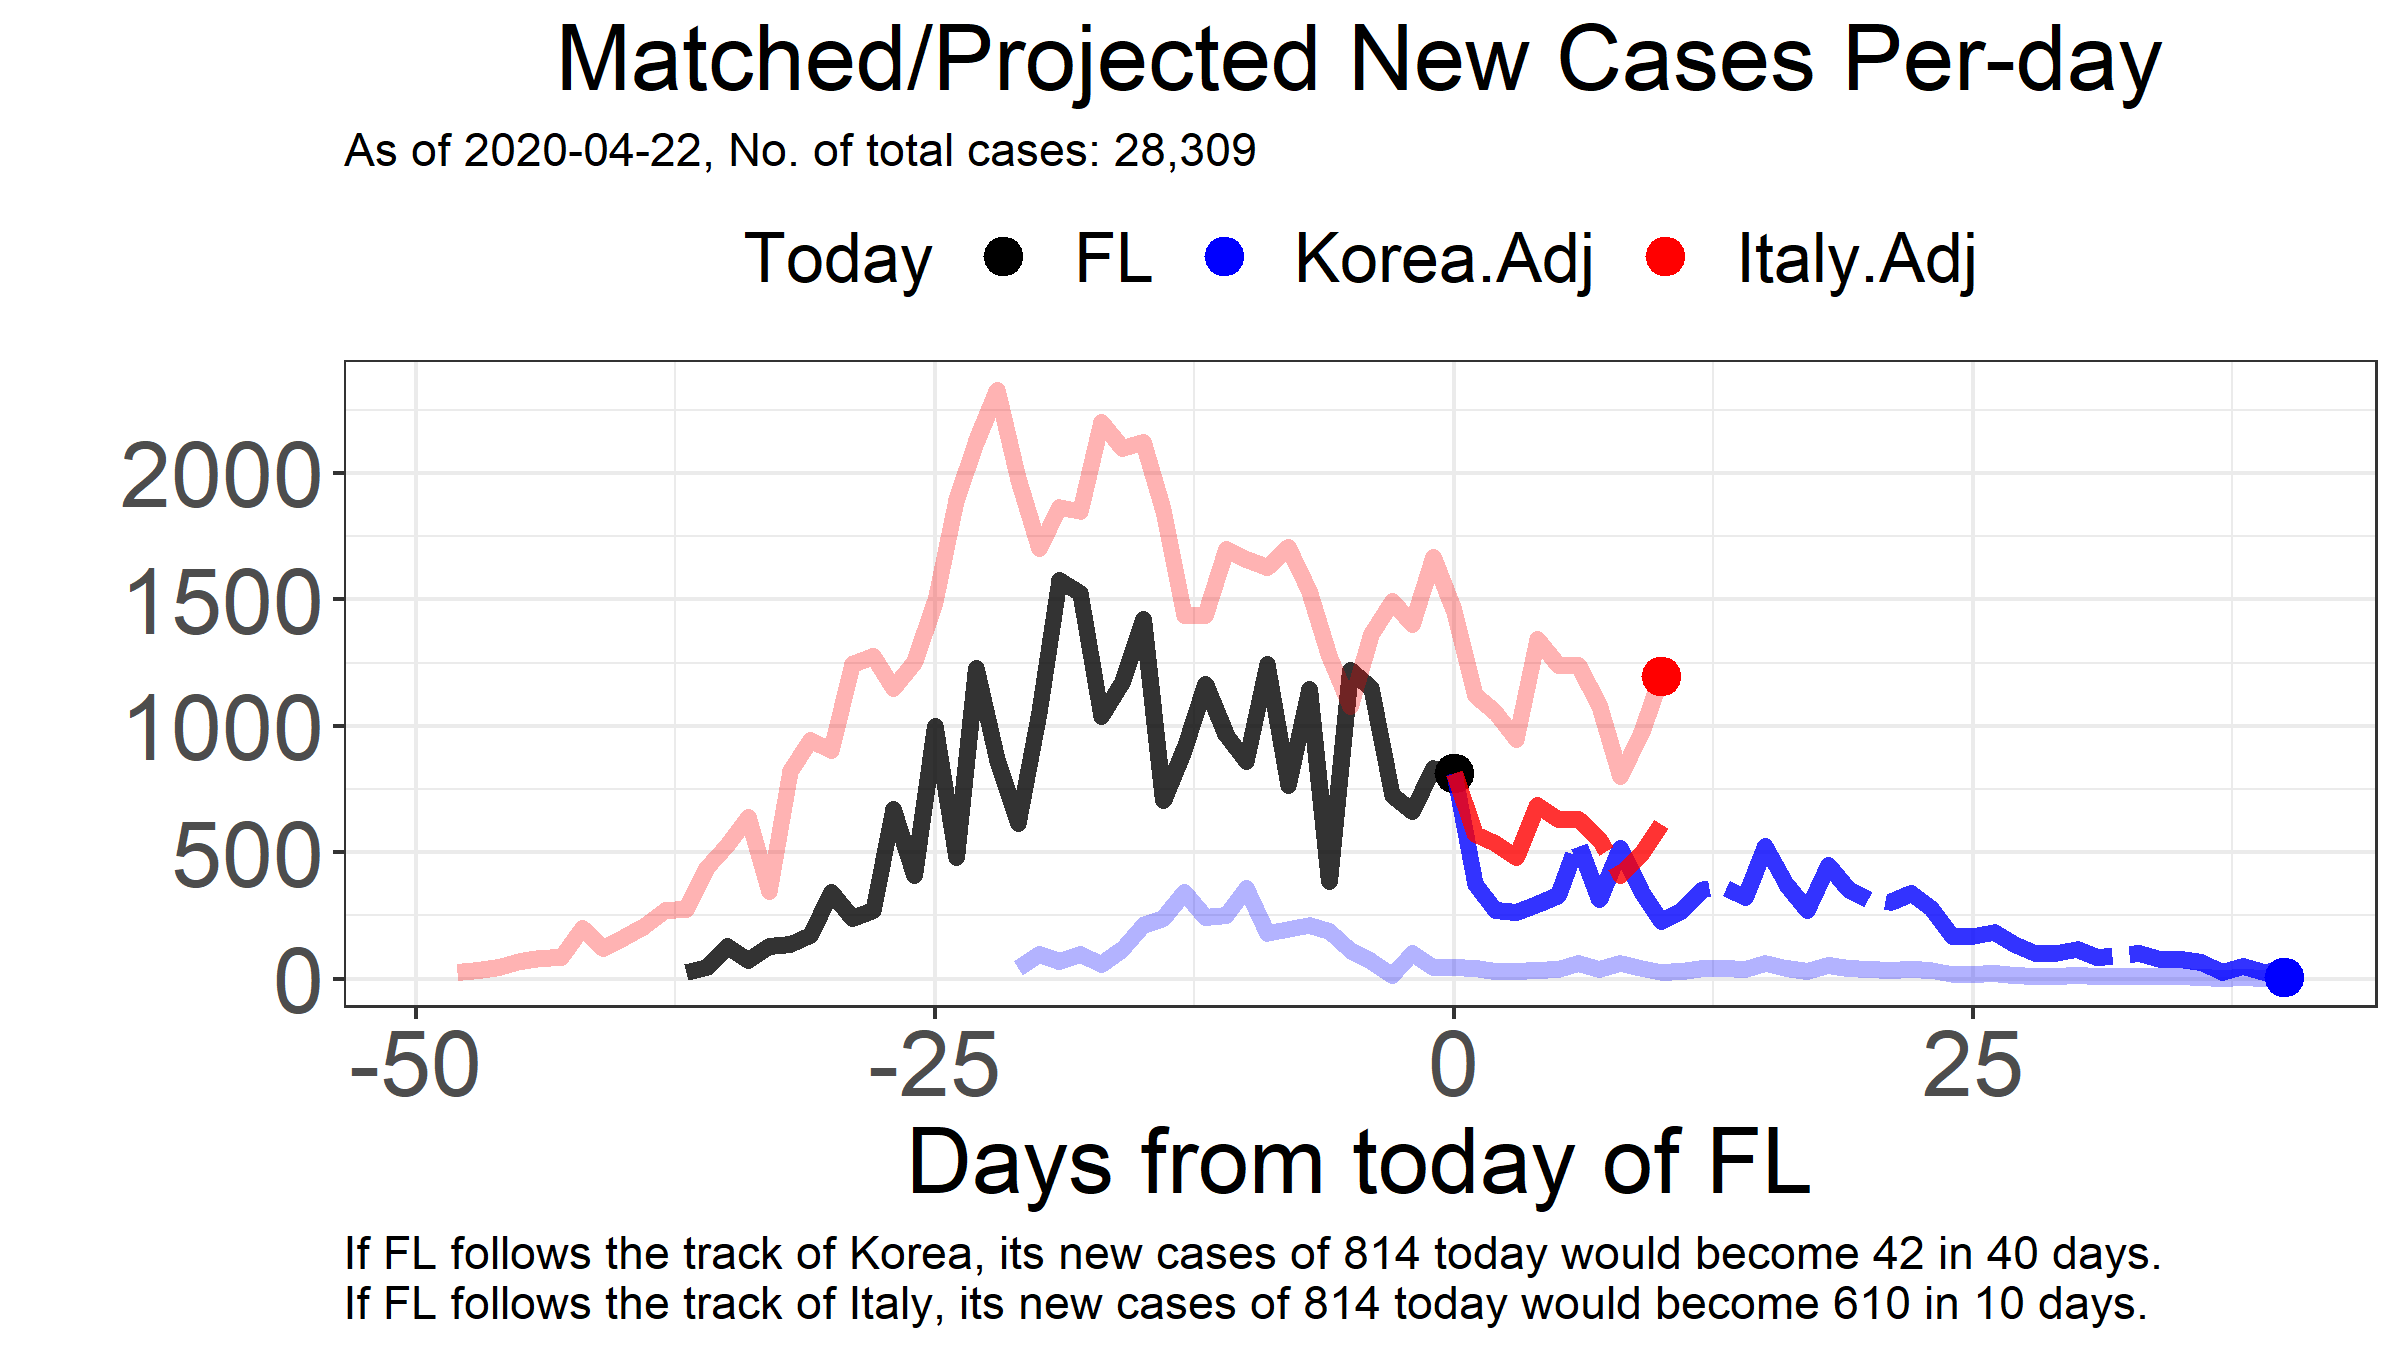 Matched/Projected New Cases Per-day
As of 2020-04-22, No. of total cases: 28,309
Today FL Korea.Adj Italy.Adj
2000
1500
1000
500
0
-50 -25 0 25
Days from today of FL
If FL follows the track of Korea, its new cases of 814 today would become 42 in 40 days.
If FL follows the track of Italy, its new cases of 814 today would become 610 in 10 days.